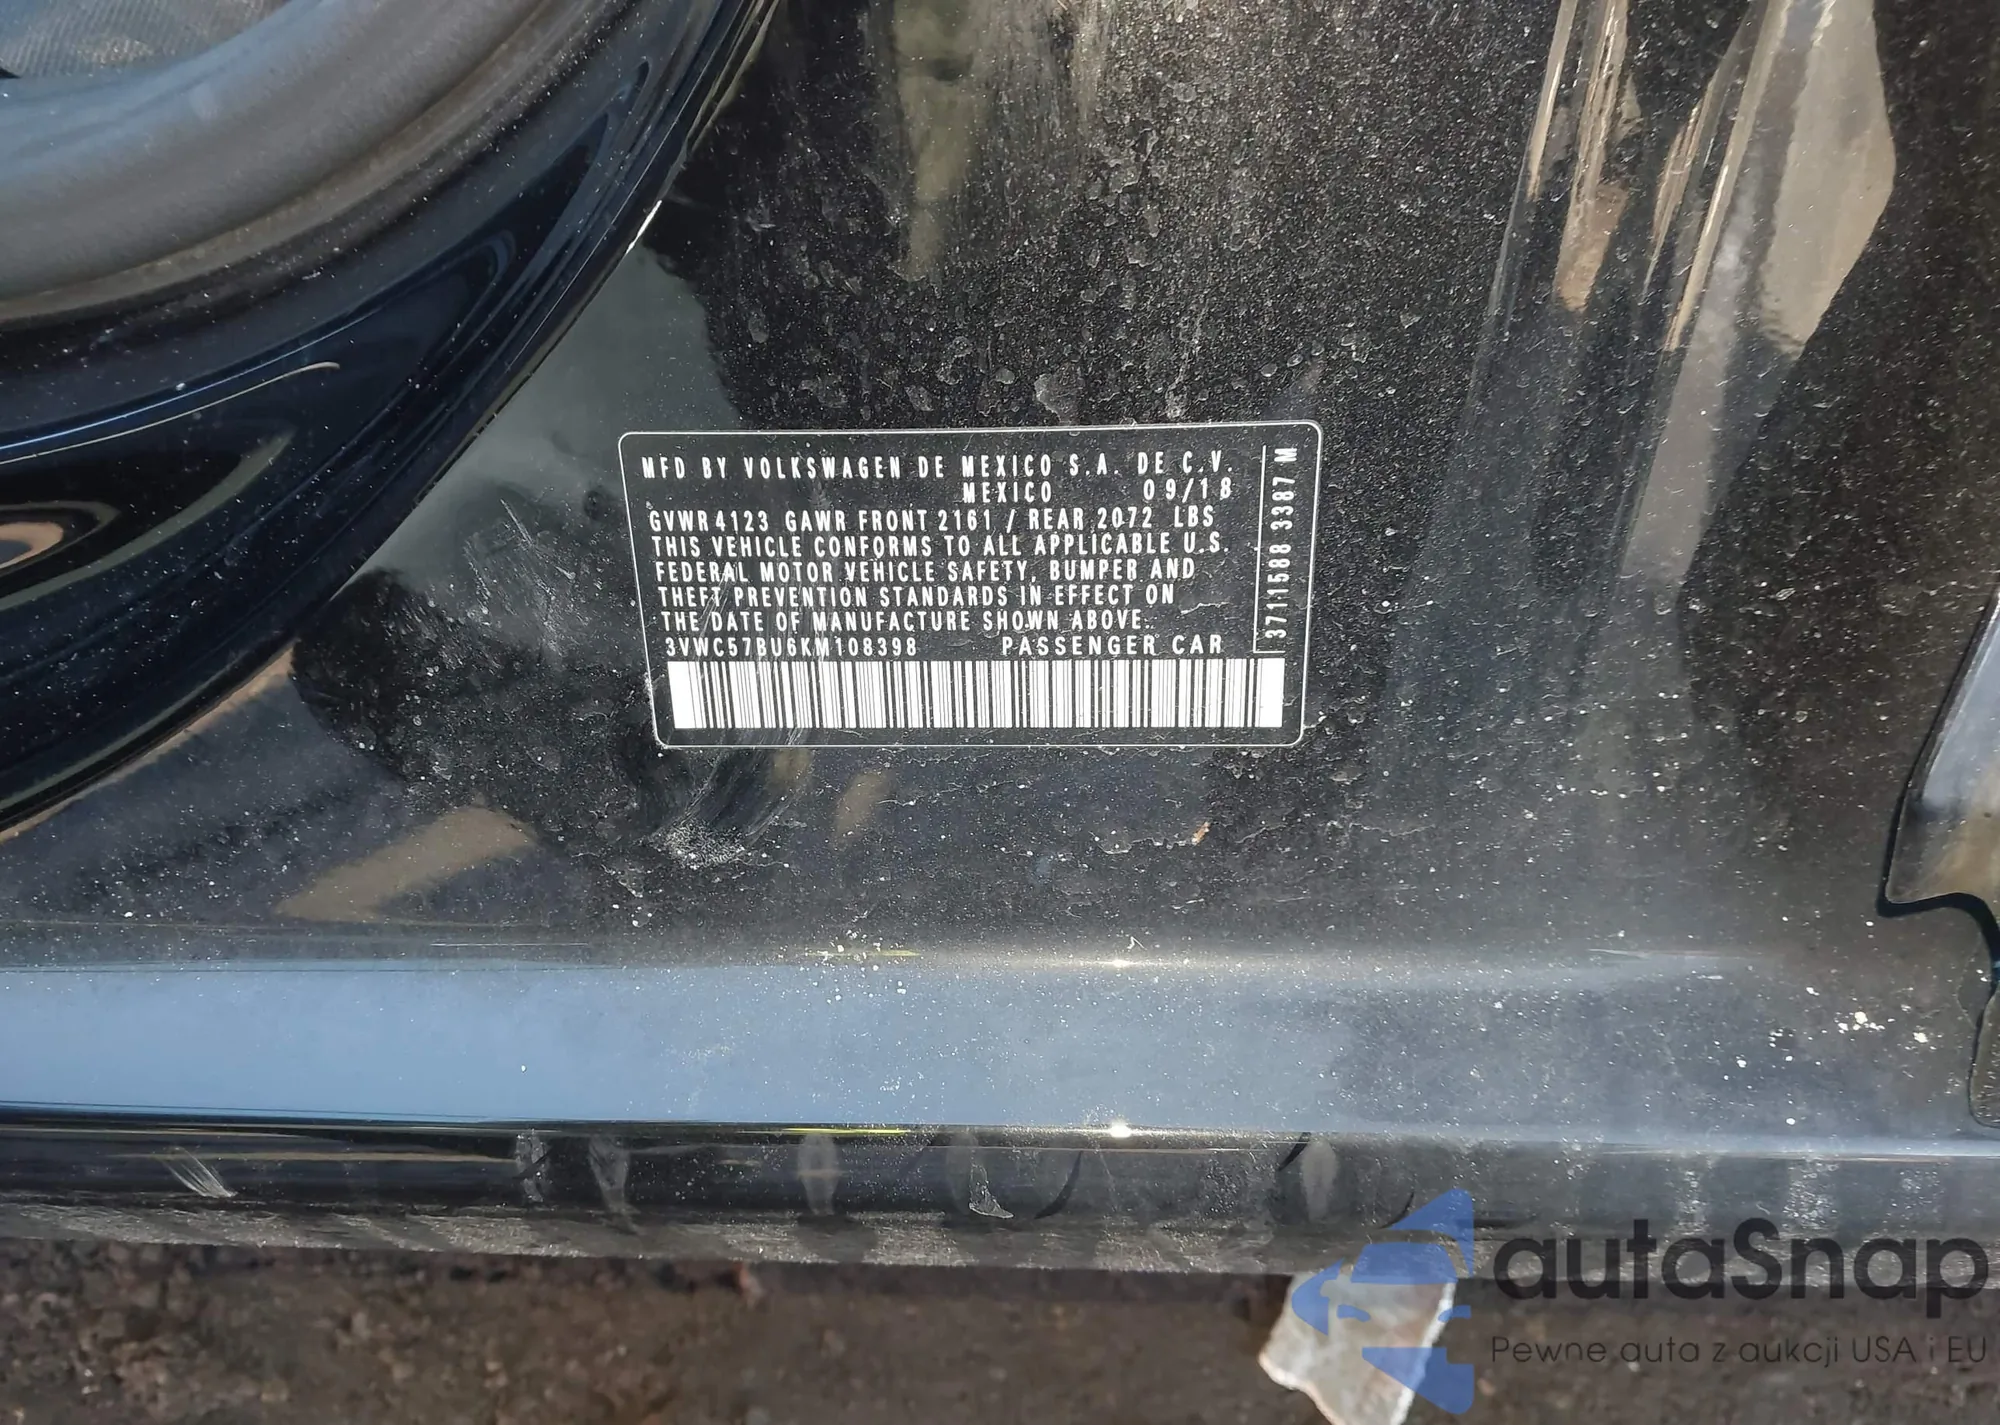 MFD BY VOLKSWAGEN DE MEXICO S.A. DE C.V.
MEXICO 09/18
GVWR 4123 GAWR FRONT 2161 / REAR 2072 LBS
THIS VEHICLE CONFORMS TO ALL APPLICABLE U.S.
FEDERAL MOTOR VEHICLE SAFETY, BUMPER AND
THEFT PREVENTION STANDARDS IN EFFECT ON
THE DATE OF MANUFACTURE SHOWN ABOVE.
3VWC57BU6KM108398 PASSENGER CAR
3711588 3387 M
autaSnap
Pewne auta z aukcji USA i EU